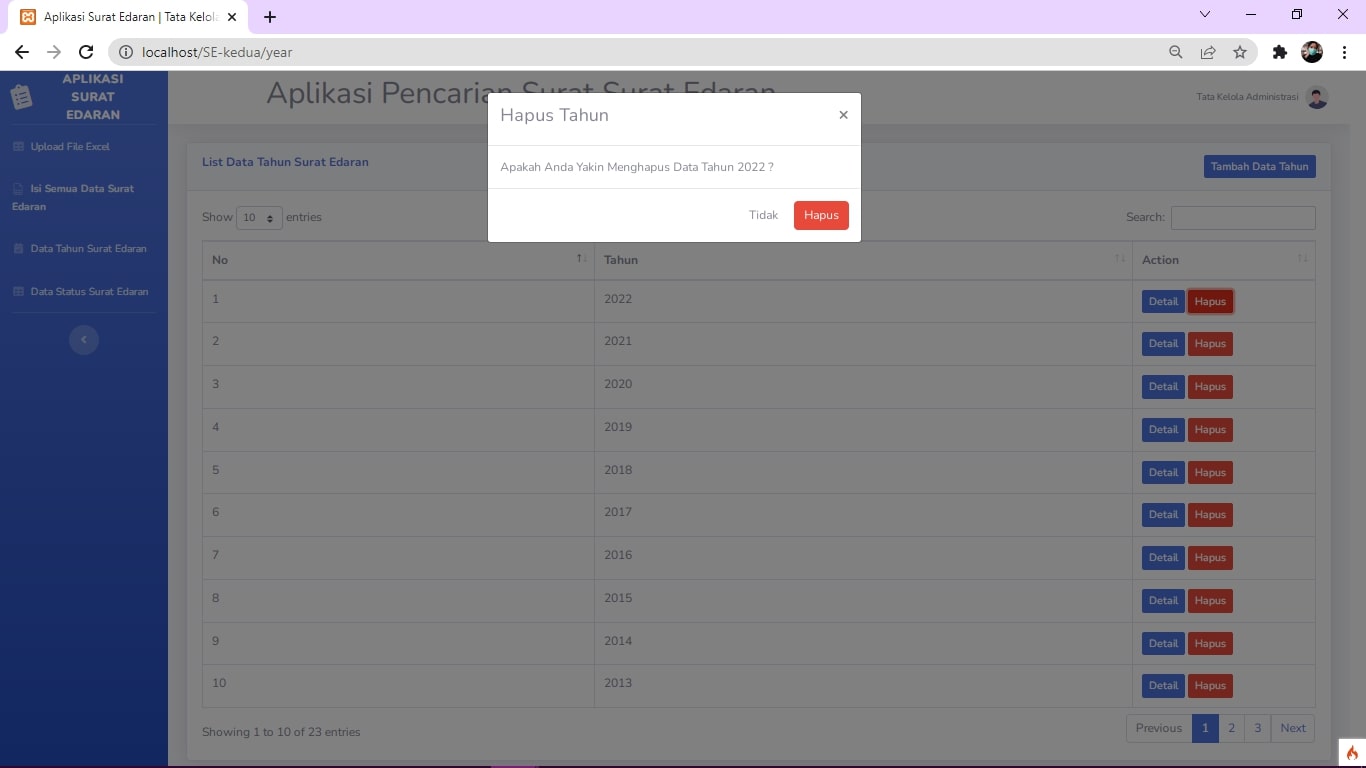 Aplikasi Surat Edaran | Tata Kelola
localhost/SE-kedua/year
APLIKASI
SURAT
EDARAN
Upload File Excel
Isi Semua Data Surat
Edaran
Data Tahun Surat Edaran
Data Status Surat Edaran
Aplikasi Pencarian Surat Surat Edaran
Tata Kelola Administrasi
Hapus Tahun ×
Apakah Anda Yakin Menghapus Data Tahun 2022 ?
Tidak Hapus
List Data Tahun Surat Edaran Tambah Data Tahun
Show 10 entries Search:
No Tahun Action
1 2022 Detail Hapus
2 2021 Detail Hapus
3 2020 Detail Hapus
4 2019 Detail Hapus
5 2018 Detail Hapus
6 2017 Detail Hapus
7 2016 Detail Hapus
8 2015 Detail Hapus
9 2014 Detail Hapus
10 2013 Detail Hapus
Showing 1 to 10 of 23 entries Previous 1 2 3 Next